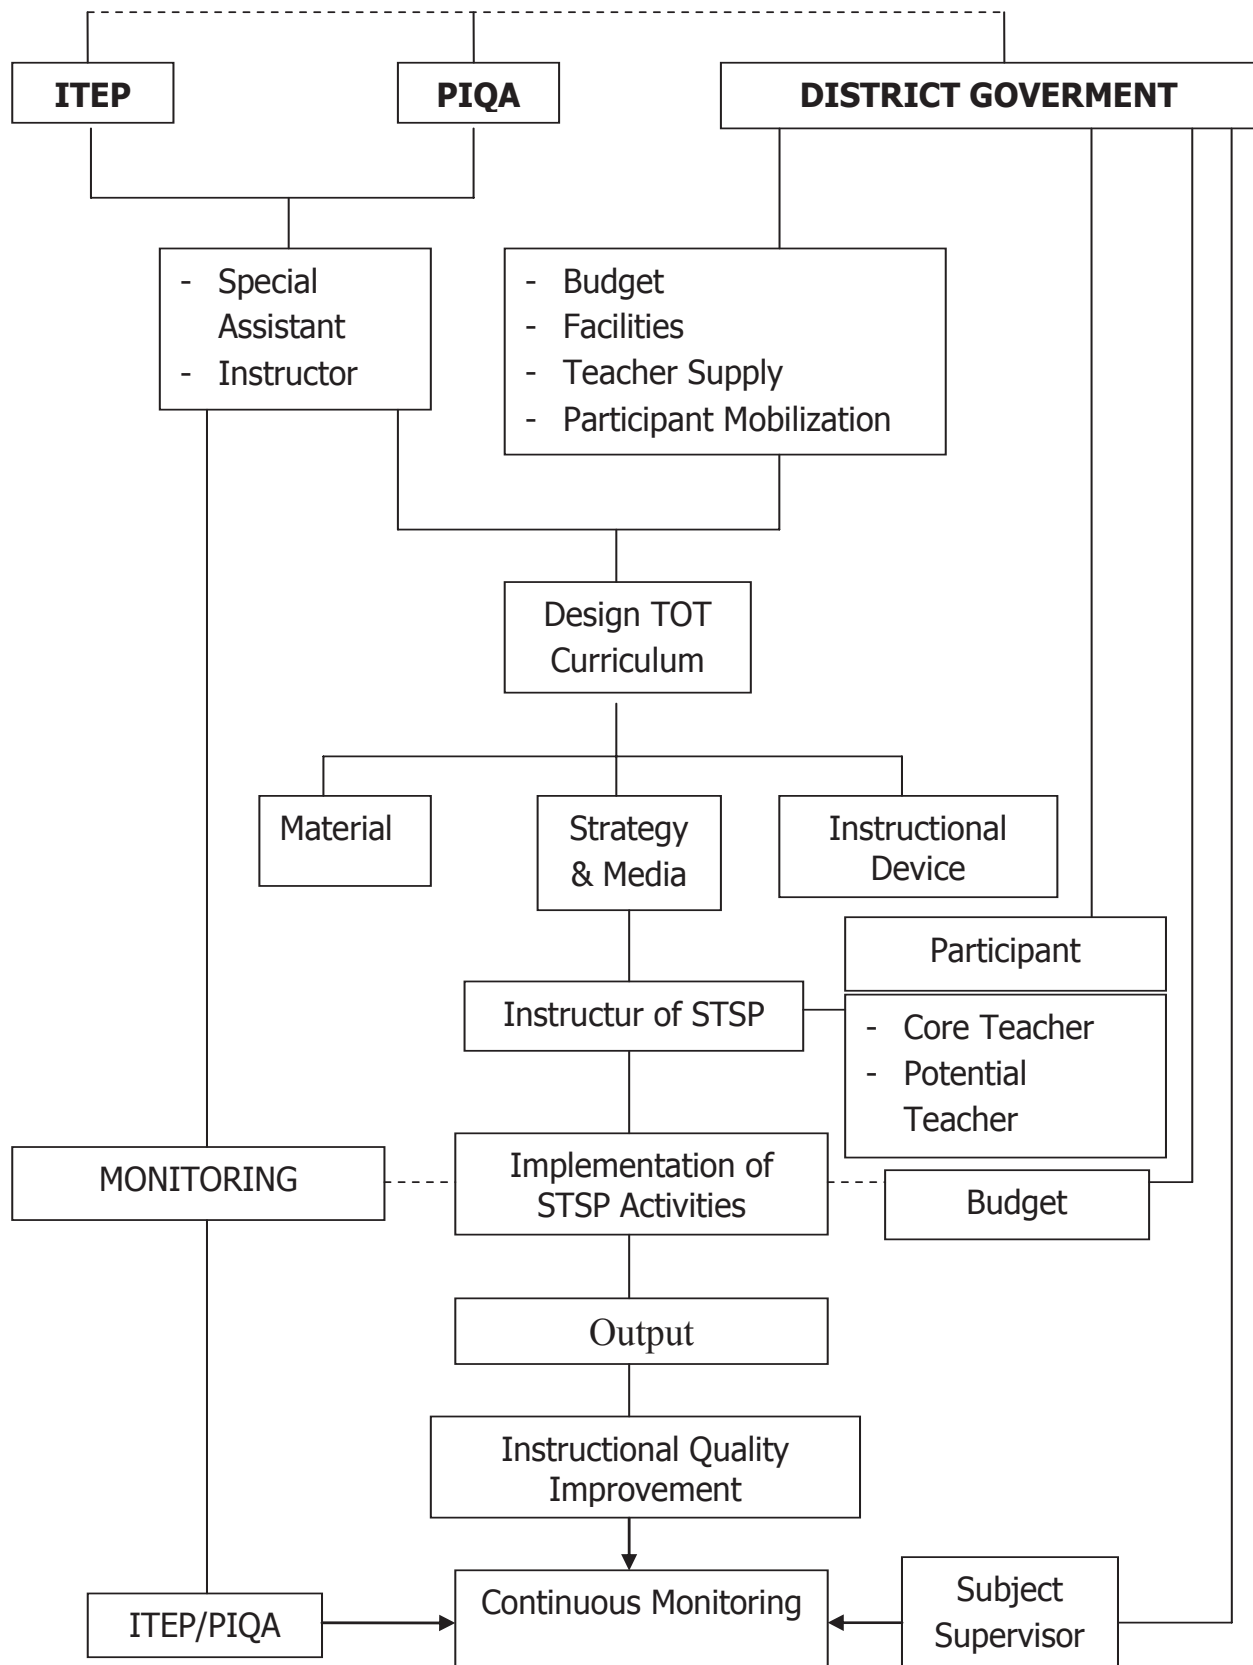 ITEP
PIQA
DISTRICT GOVERMENT
- Special
Assistant
- Instructor
- Budget
- Facilities
- Teacher Supply
- Participant Mobilization
Design TOT
Curriculum
Material
Strategy
& Media
Instructional
Device
Participant
Instructur of STSP
- Core Teacher
- Potential
Teacher
MONITORING
Implementation of
STSP Activities
Budget
Output
Instructional Quality
Improvement
ITEP/PIQA
Continuous Monitoring
Subject
Supervisor